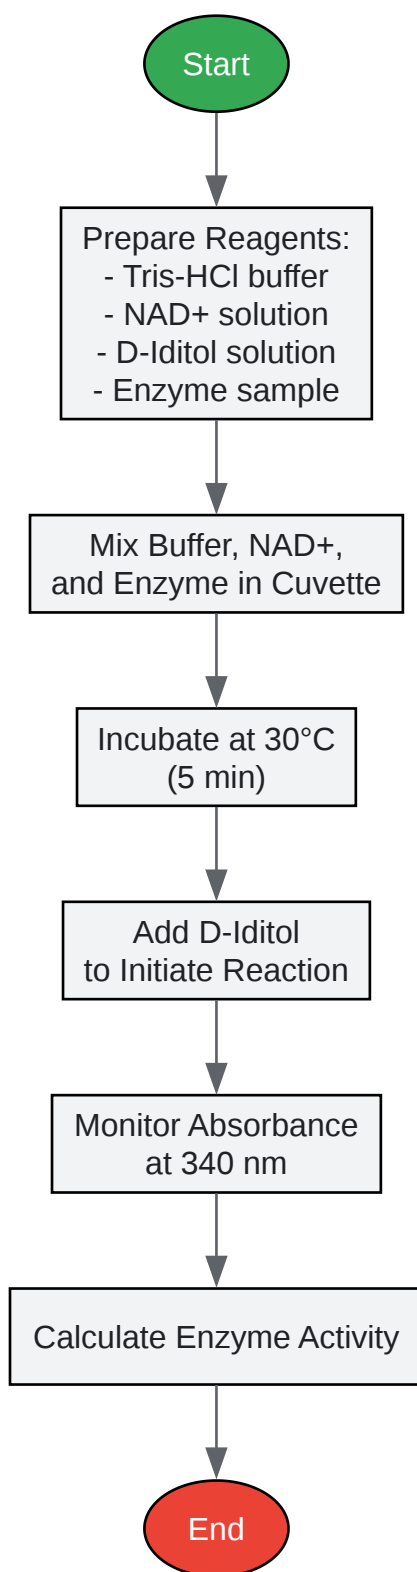 Start
Prepare Reagents:
- Tris-HCl buffer
- NAD+ solution
- D-Iditol solution
- Enzyme sample
Mix Buffer, NAD+,
and Enzyme in Cuvette
Incubate at 30°C
(5 min)
Add D-Iditol
to Initiate Reaction
Monitor Absorbance
at 340 nm
Calculate Enzyme Activity
End